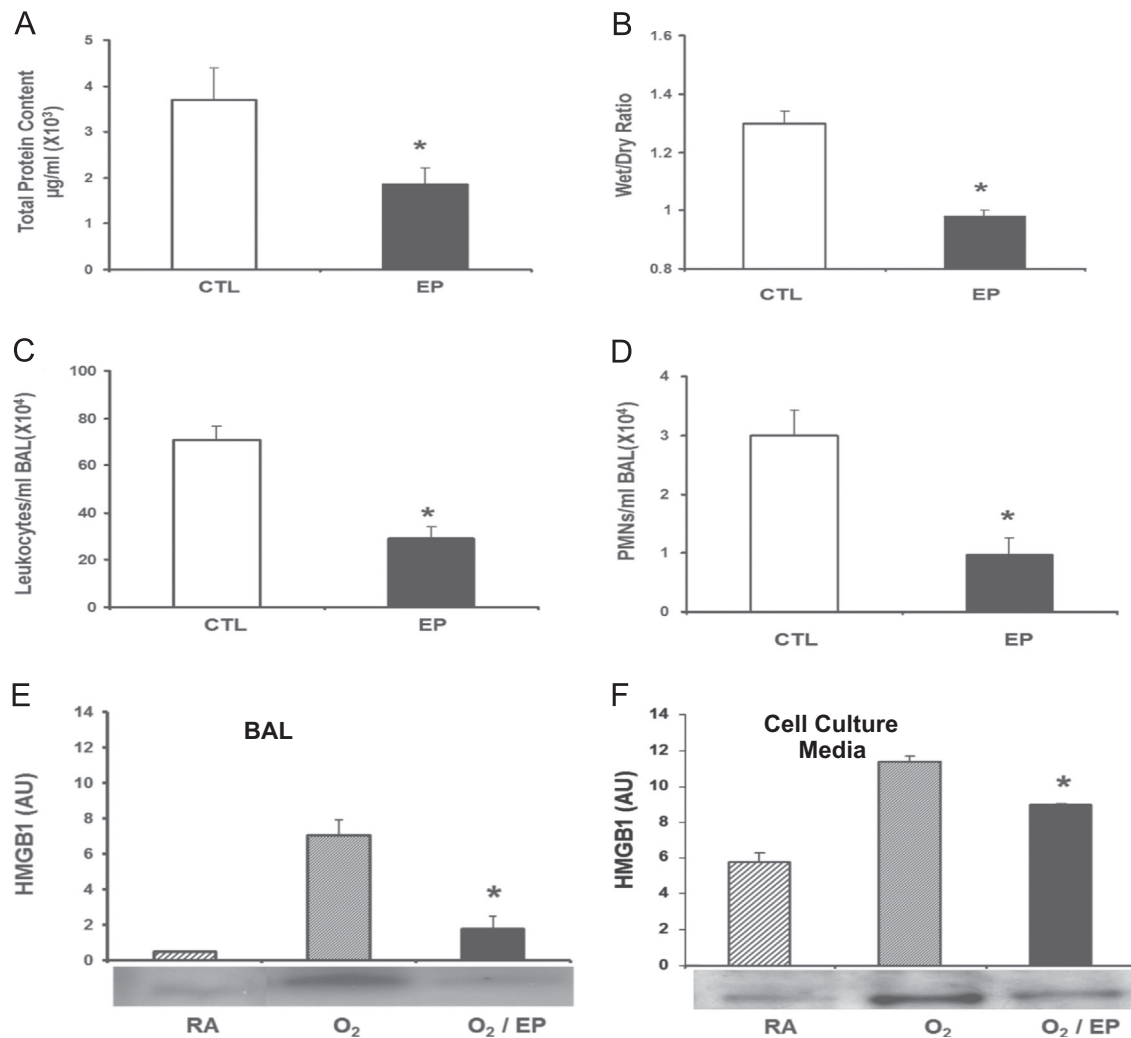 A
Total Protein Content
µg/ml (X10³)
5
4
3
2
1
0
*
CTL
EP
B
Wet/Dry Ratio
1.6
1.4
1.2
1
0.8
*
CTL
EP
C
Leukocytes/ml BAL(X10⁴)
100
80
60
40
20
0
*
CTL
EP
D
PMNs/ml BAL(X10⁴)
4
3
2
1
0
*
CTL
EP
E
BAL
HMGB1 (AU)
14
12
10
8
6
4
2
0
*
RA
O₂
O₂ / EP
F
Cell Culture
Media
HMGB1 (AU)
14
12
10
8
6
4
2
0
*
RA
O₂
O₂ / EP